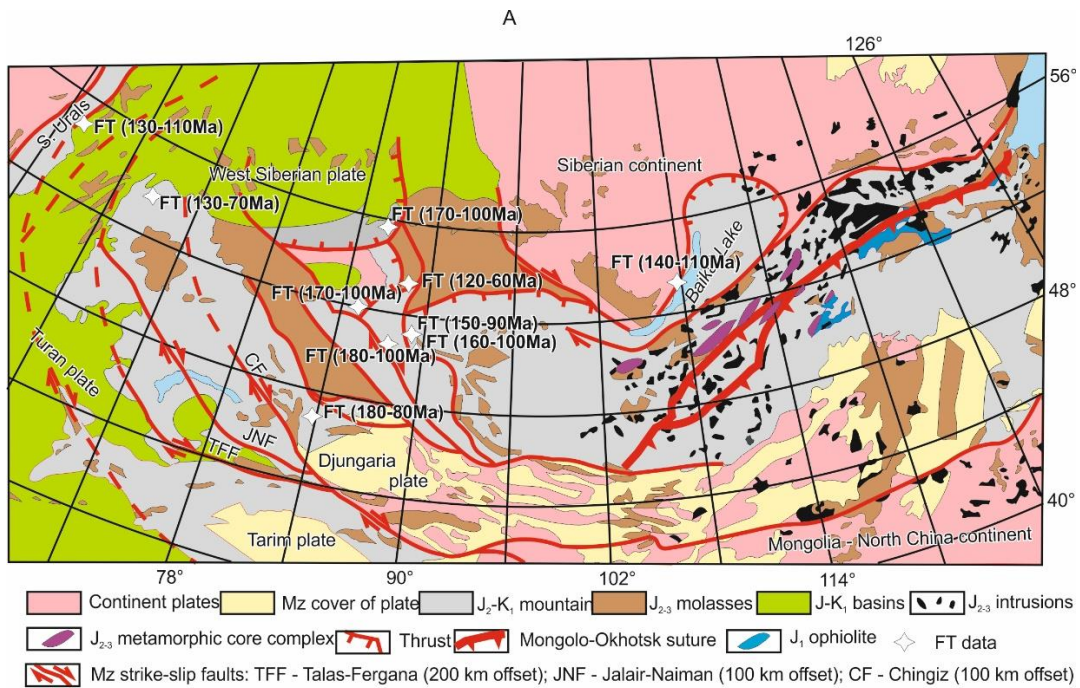 A
126°
56°
S. Urals
FT (130-110Ma)
West Siberian plate
Siberian continent
FT (130-70Ma)
FT (170-100Ma)
FT (140-110Ma)
Baikal Lake
FT (120-60Ma)
48°
FT (170-100Ma)
FT (150-90Ma)
FT (160-100Ma)
FT (180-100Ma)
Turan plate
CF
FT (180-80Ma)
JNF
TFF
Djungaria
plate
40°
Tarim plate
Mongolia - North China continent
78°
90°
102°
114°
Continent plates
Mz cover of plate
J₂-K₁ mountain
J₂₋₃ molasses
J-K₁ basins
J₂₋₃ intrusions
J₂₋₃ metamorphic core complex
Thrust
Mongolo-Okhotsk suture
J₁ ophiolite
FT data
Mz strike-slip faults: TFF - Talas-Fergana (200 km offset); JNF - Jalair-Naiman (100 km offset); CF - Chingiz (100 km offset)